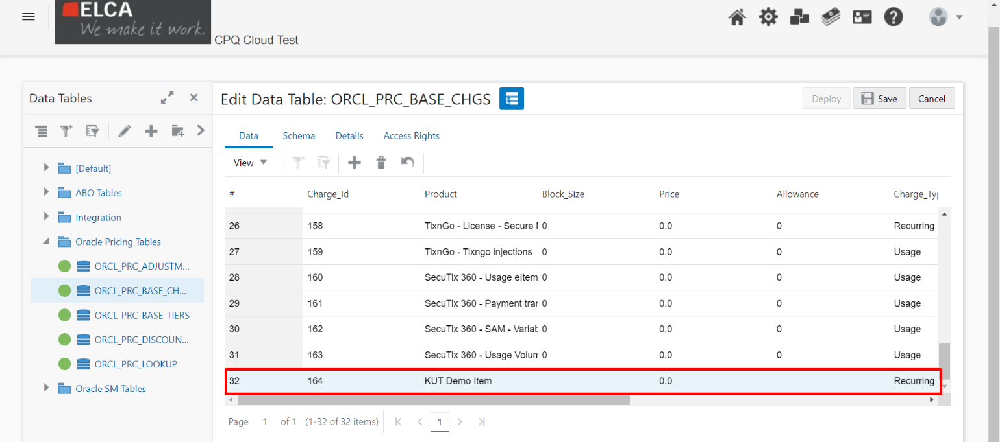 ELCA
We make it work.
CPQ Cloud Test
Data Tables
Edit Data Table: ORCL_PRC_BASE_CHGS
Deploy
Save
Cancel
Data Schema Details Access Rights
View
[Default]
ABO Tables
Integration
Oracle Pricing Tables
ORCL_PRC_ADJUSTM...
ORCL_PRC_BASE_CH...
ORCL_PRC_BASE_TIERS
ORCL_PRC_DISCOUN...
ORCL_PRC_LOOKUP
Oracle SM Tables
# Charge_Id Product Block_Size Price Allowance Charge_Ty
26 158 TixnGo - License - Secure 0 0.0 0 Recurring
27 159 TixnGo - Tixngo injections 0 0.0 0 Usage
28 160 SecuTix 360 - Usage eItem 0 0.0 0 Usage
29 161 SecuTix 360 - Payment tra 0 0.0 0 Usage
30 162 SecuTix 360 - SAM - Varia 0 0.0 0 Usage
31 163 SecuTix 360 - Usage Volu 0 0.0 0 Usage
32 164 KUT Demo Item 0.0 Recurring
Page 1 of 1 (1-32 of 32 items) 1